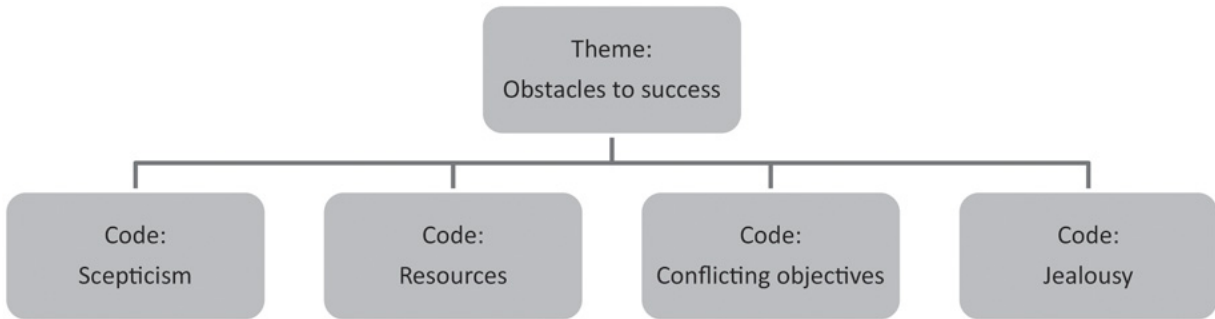 Theme:
Obstacles to success
Code:
Scepticism
Code:
Resources
Code:
Conflicting objectives
Code:
Jealousy